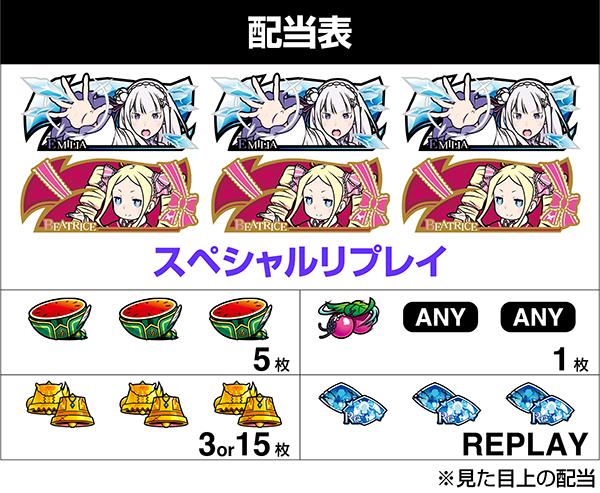 配当表
EMILIA EMILIA EMILIA
BEATRICE BEATRICE BEATRICE
スペシャルリプレイ
5枚
ANY ANY
1枚
3or15枚
REPLAY
※見た目上の配当